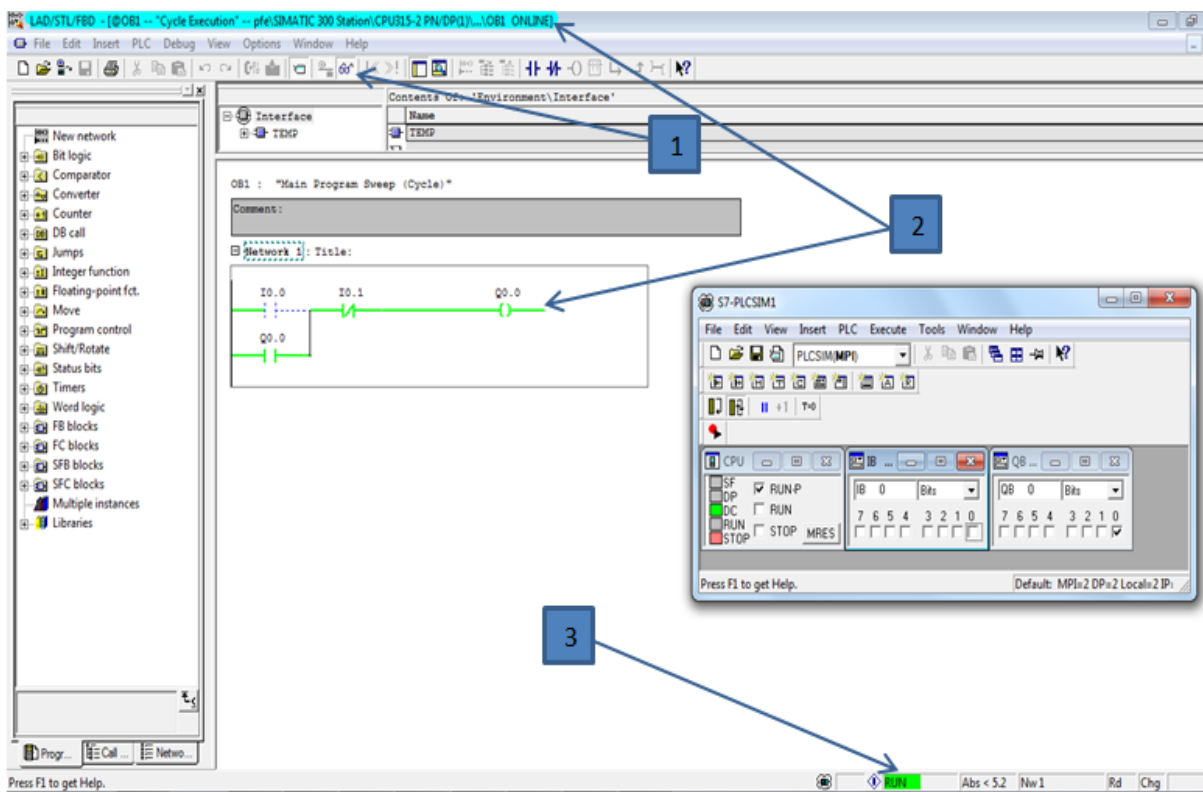 LAD/STL/FBD - [@OB1 -- "Cycle Execution" -- pfe\SIMATIC 300 Station\CPU315-2 PN/DP(1)\...\OB1 ONLINE]
File Edit Insert PLC Debug View Options Window Help
Contents Of: 'Environment\Interface'
Interface
TEMP
Name
TEMP
1
2
New network
Bit logic
Comparator
Converter
Counter
DB call
Jumps
Integer function
Floating-point fct.
Move
Program control
Shift/Rotate
Status bits
Timers
Word logic
FB blocks
FC blocks
SFB blocks
SFC blocks
Multiple instances
Libraries
OB1 : "Main Program Sweep (Cycle)"
Comment:
Network 1: Title:
I0.0 I0.1 Q0.0
Q0.0
S7-PLCSIM1
File Edit View Insert PLC Execute Tools Window Help
PLCSIM(MPI)
+1 T=0
CPU
SF
DP
DC
RUN
STOP
RUN-P
RUN
STOP MRES
IB ...
IB 0 Bits
7 6 5 4 3 2 1 0
QB ...
QB 0 Bits
7 6 5 4 3 2 1 0
Press F1 to get Help. Default: MPI=2 DP=2 Local=2 IP:
3
Progr... Call ... Netwo...
Press F1 to get Help. RUN Abs < 5.2 Nw 1 Rd Chg